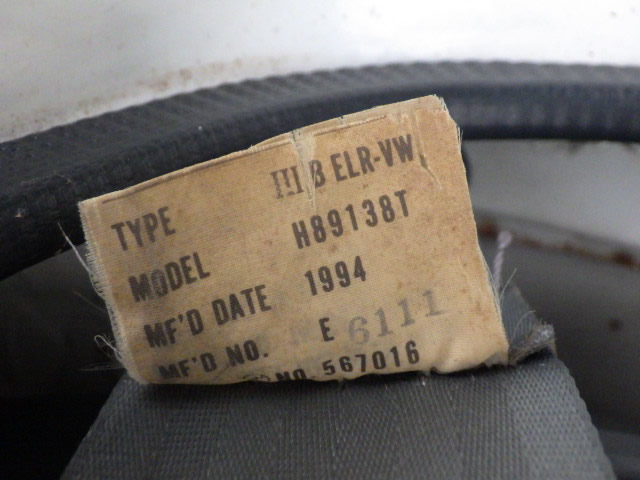 TYPE III B ELR-VW
MODEL H89138T
MF'D DATE 1994
MF'D NO. E 6111
NO. 567016